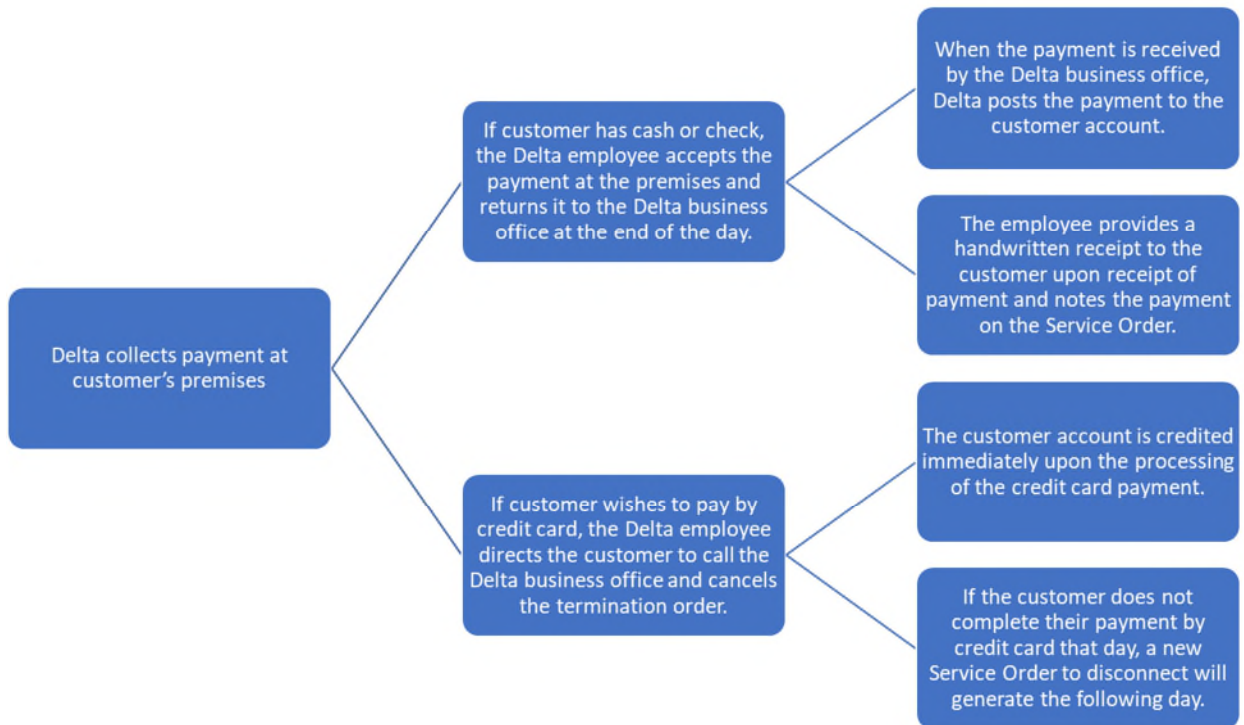 Delta collects payment at
customer’s premises
If customer has cash or check,
the Delta employee accepts the
payment at the premises and
returns it to the Delta business
office at the end of the day.
When the payment is received
by the Delta business office,
Delta posts the payment to the
customer account.
The employee provides a
handwritten receipt to the
customer upon receipt of
payment and notes the payment
on the Service Order.
If customer wishes to pay by
credit card, the Delta employee
directs the customer to call the
Delta business office and cancels
the termination order.
The customer account is credited
immediately upon the processing
of the credit card payment.
If the customer does not
complete their payment by
credit card that day, a new
Service Order to disconnect will
generate the following day.